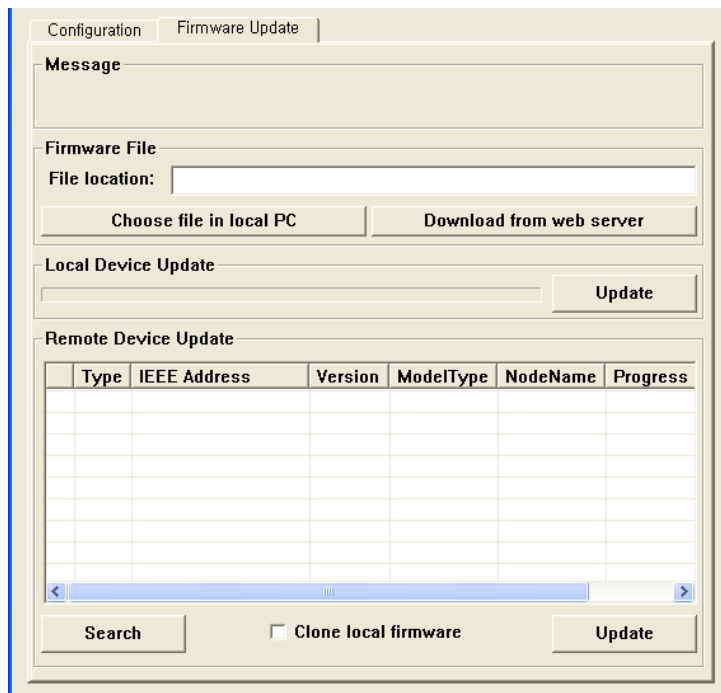 Configuration Firmware Update
Message
Firmware File
File location:
Choose file in local PC Download from web server
Local Device Update
Update
Remote Device Update
Type IEEE Address Version ModelType NodeName Progress
Search Clone local firmware Update